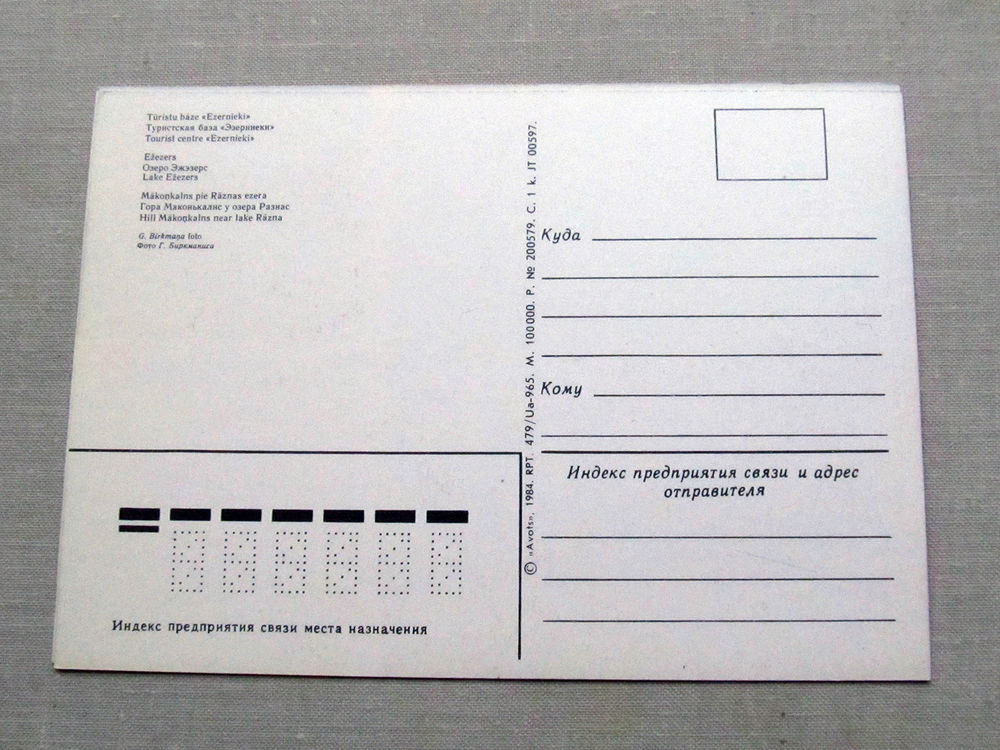 Tūristu bāze «Ezernieki»
Туристская база «Эзерниеки»
Tourist centre «Ezernieki»
Ežezers
Озеро Эжэзерс
Lake Ežezers
Mākoņkalns pie Rāznas ezera
Гора Маконькалнс у озера Разнас
Hill Mākoņkalns near lake Rāzna
G. Birkmaņa foto
Фото Г. Биркманиса
© «Avots», 1984. RPT. 479/Ua-965. M. 100 000. P. № 200579. C. 1 k. JT 00597.
Куда
Кому
Индекс предприятия связи и адрес
отправителя
Индекс предприятия связи места назначения